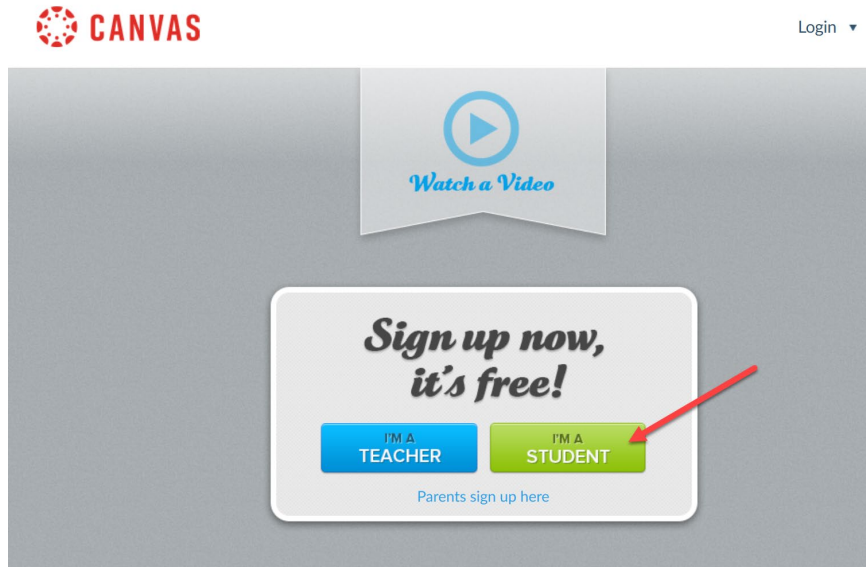 CANVAS
Login
Watch a Video
Sign up now,
it's free!
I'M A
TEACHER
I'M A
STUDENT
Parents sign up here